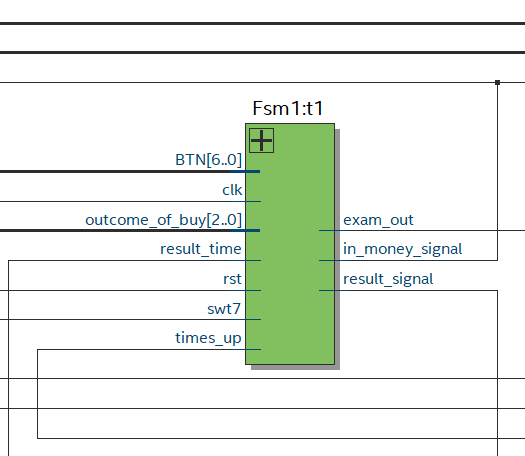 Fsm1:t1
BTN[6..0]
clk
outcome_of_buy[2..0]
exam_out
result_time
in_money_signal
rst
result_signal
swt7
times_up